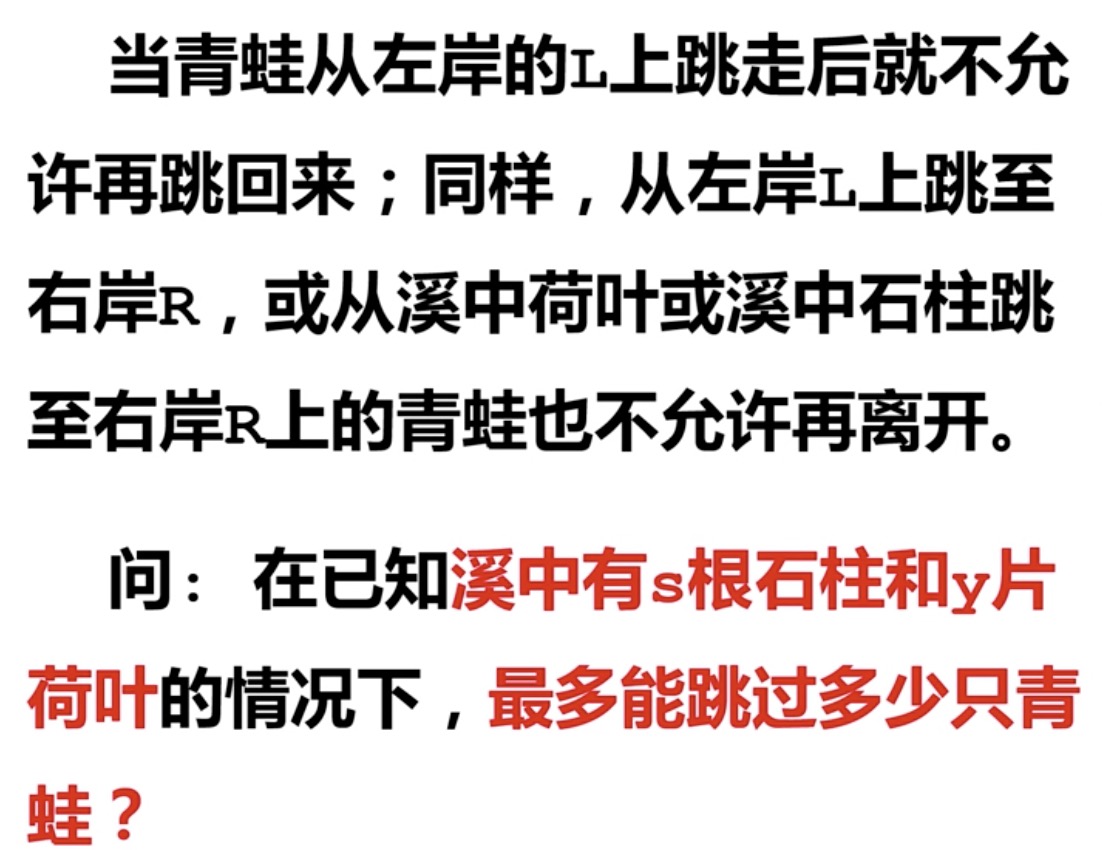 当青蛙从左岸的L上跳走后就不允
许再跳回来；同样，从左岸L上跳至
右岸R，或从溪中荷叶或溪中石柱跳
至右岸R上的青蛙也不允许再离开。
问： 在已知溪中有s根石柱和y片
荷叶的情况下，最多能跳过多少只青
蛙？